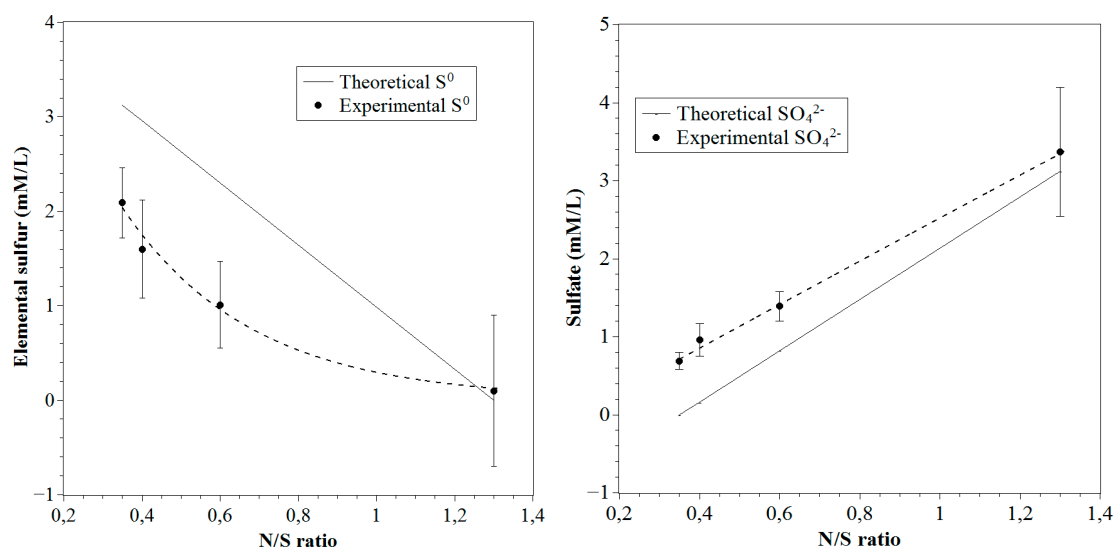 4
3
2
1
0
−1
Elemental sulfur (mM/L)
Theoretical S⁰
Experimental S⁰
0,2 0,4 0,6 0,8 1 1,2 1,4
N/S ratio
5
4
3
2
1
0
−1
Sulfate (mM/L)
Theoretical SO₄²⁻
Experimental SO₄²⁻
0,2 0,4 0,6 0,8 1 1,2 1,4
N/S ratio